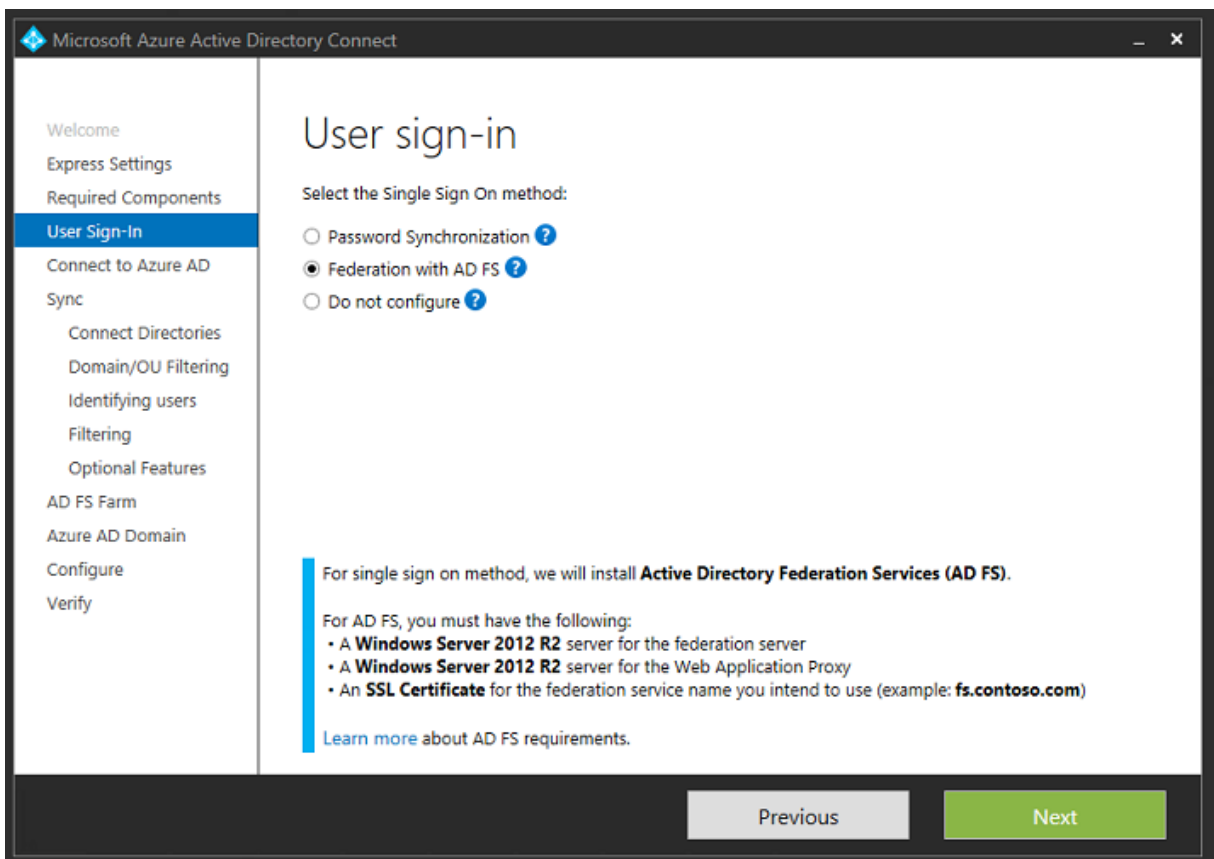 Microsoft Azure Active Directory Connect
Welcome
Express Settings
Required Components
User Sign-In
Connect to Azure AD
Sync
Connect Directories
Domain/OU Filtering
Identifying users
Filtering
Optional Features
AD FS Farm
Azure AD Domain
Configure
Verify
User sign-in
Select the Single Sign On method:
Password Synchronization ?
Federation with AD FS ?
Do not configure ?
For single sign on method, we will install Active Directory Federation Services (AD FS).
For AD FS, you must have the following:
• A Windows Server 2012 R2 server for the federation server
• A Windows Server 2012 R2 server for the Web Application Proxy
• An SSL Certificate for the federation service name you intend to use (example: fs.contoso.com)
Learn more about AD FS requirements.
Previous
Next